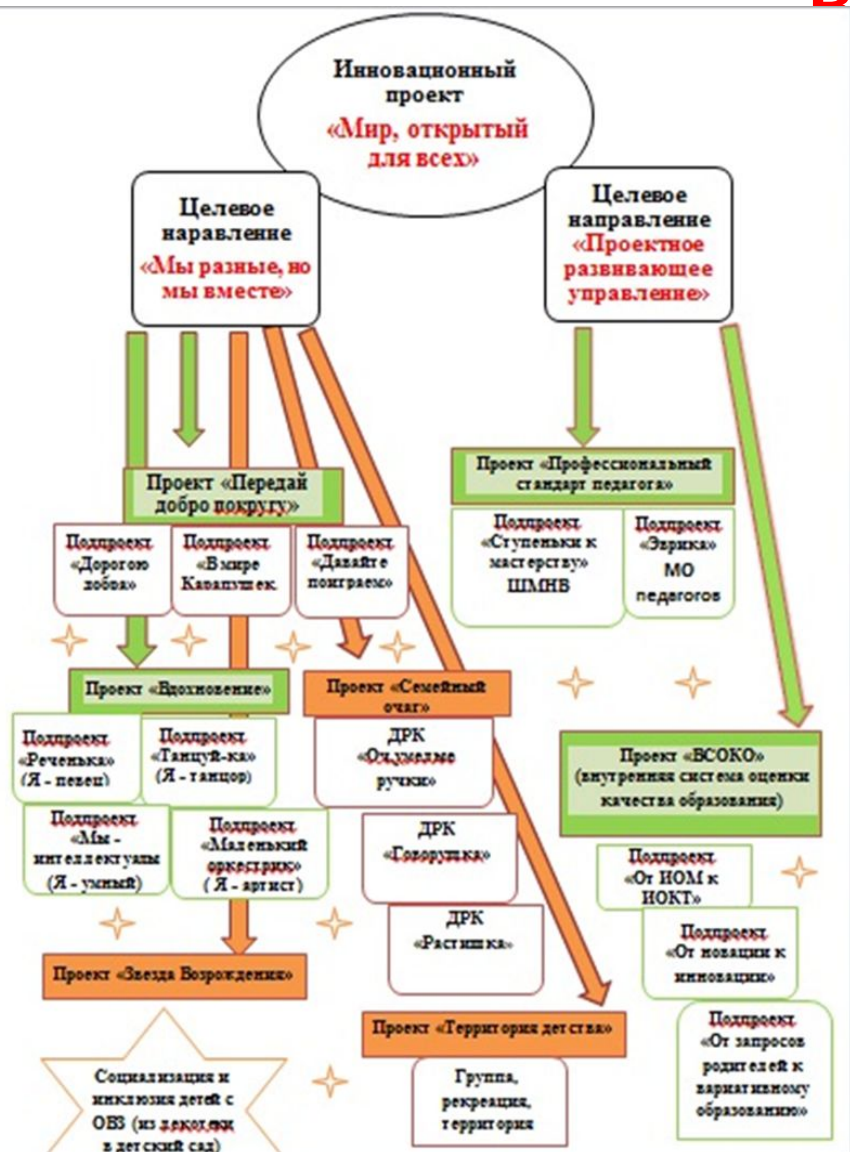 Инновационный
проект
«Мир, открытый
для всех»
Целевое
наравление
«Мы разные, но
мы вместе»
Целевое
направление
«Проектное
развивающее
управление»
Проект «Передай
добро покругу»
Подпроект
«Дорогою
добра»
Подпроект
«В мире
Карапушек
Подпроект
«Давайте
поиграем»
Проект «Профессиональный
стандарт педагога»
Подпроект
«Ступеньки к
мастерству»
ШМНВ
Подпроект
«Эврика»
МО
педагогов
Проект «Вдохновение»
Подпроект
«Реченька»
(Я - певец)
Подпроект
«Танцуй-ка»
(Я - танцор)
Подпроект
«Мы -
интеллектуалы
(Я - умный)
Подпроект
«Маленький
оркестрик»
( Я - артист)
Проект «Семейный
очаг»
ДРК
«Оч.умелые
ручки»
ДРК
«Говорушка»
ДРК
«Растишка»
Проект «ВСОКО»
(внутренняя система оценки
качества образования)
Подпроект
«От ИОМ к
ИОКТ»
Подпроект
«От новации к
инновации»
Подпроект
«От запросов
родителей к
вариативному
образованию»
Проект «Звезда Возрождения»
Социализация и
инклюзия детей с
ОВЗ (из лекотеки
в детский сад)
Проект «Территория детства»
Группа,
рекреация,
территория